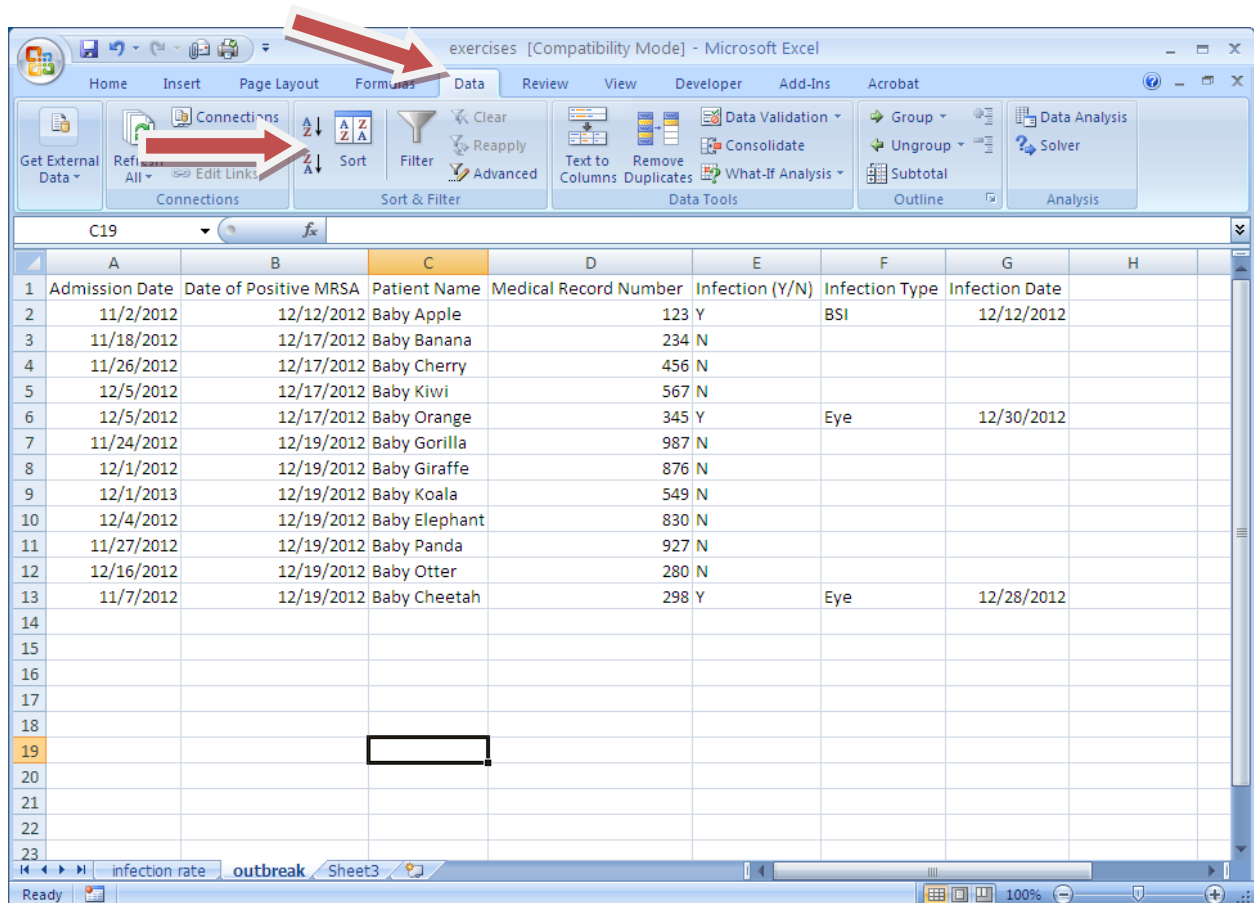 exercises [Compatibility Mode] - Microsoft Excel
Home Insert Page Layout Formulas Data Review View Developer Add-Ins Acrobat
Connections Clear Data Validation Group Data Analysis
Reapply Consolidate Ungroup Solver
Get External Data Refresh All Edit Links Sort Filter Advanced Text to Columns Remove Duplicates What-If Analysis Subtotal
Connections Sort & Filter Data Tools Outline Analysis
C19 fx
A B C D E F G H
1 Admission Date Date of Positive MRSA Patient Name Medical Record Number Infection (Y/N) Infection Type Infection Date
2 11/2/2012 12/12/2012 Baby Apple 123 Y BSI 12/12/2012
3 11/18/2012 12/17/2012 Baby Banana 234 N
4 11/26/2012 12/17/2012 Baby Cherry 456 N
5 12/5/2012 12/17/2012 Baby Kiwi 567 N
6 12/5/2012 12/17/2012 Baby Orange 345 Y Eye 12/30/2012
7 11/24/2012 12/19/2012 Baby Gorilla 987 N
8 12/1/2012 12/19/2012 Baby Giraffe 876 N
9 12/1/2013 12/19/2012 Baby Koala 549 N
10 12/4/2012 12/19/2012 Baby Elephant 830 N
11 11/27/2012 12/19/2012 Baby Panda 927 N
12 12/16/2012 12/19/2012 Baby Otter 280 N
13 11/7/2012 12/19/2012 Baby Cheetah 298 Y Eye 12/28/2012
14
15
16
17
18
19
20
21
22
23
infection rate outbreak Sheet3
Ready 100%